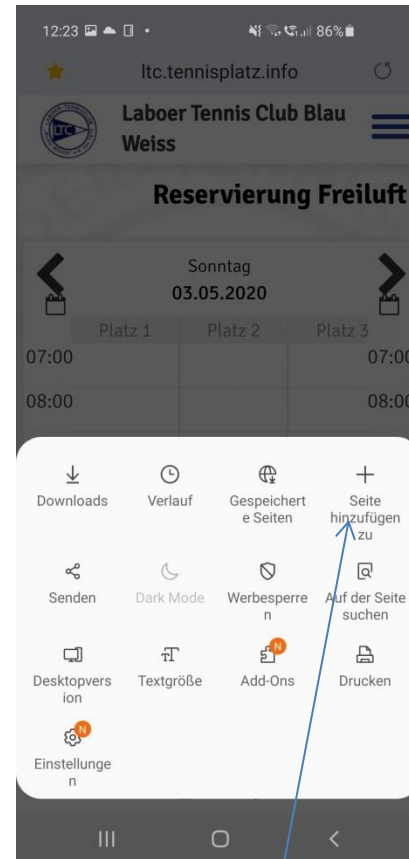 12:23 86%
ltc.tennisplatz.info
LTC
Laboer Tennis Club Blau
Weiss
Reservierung Freiluft
Sonntag
03.05.2020
Platz 1 Platz 2 Platz 3
07:00 07:00
08:00 08:00
Downloads Verlauf Gespeichert
e Seiten Seite
hinzufügen
zu
Senden Dark Mode Werbesperre
n Auf der Seite
suchen
Desktopvers
ion Textgröße Add-Ons Drucken
N
Einstellunge
n
N